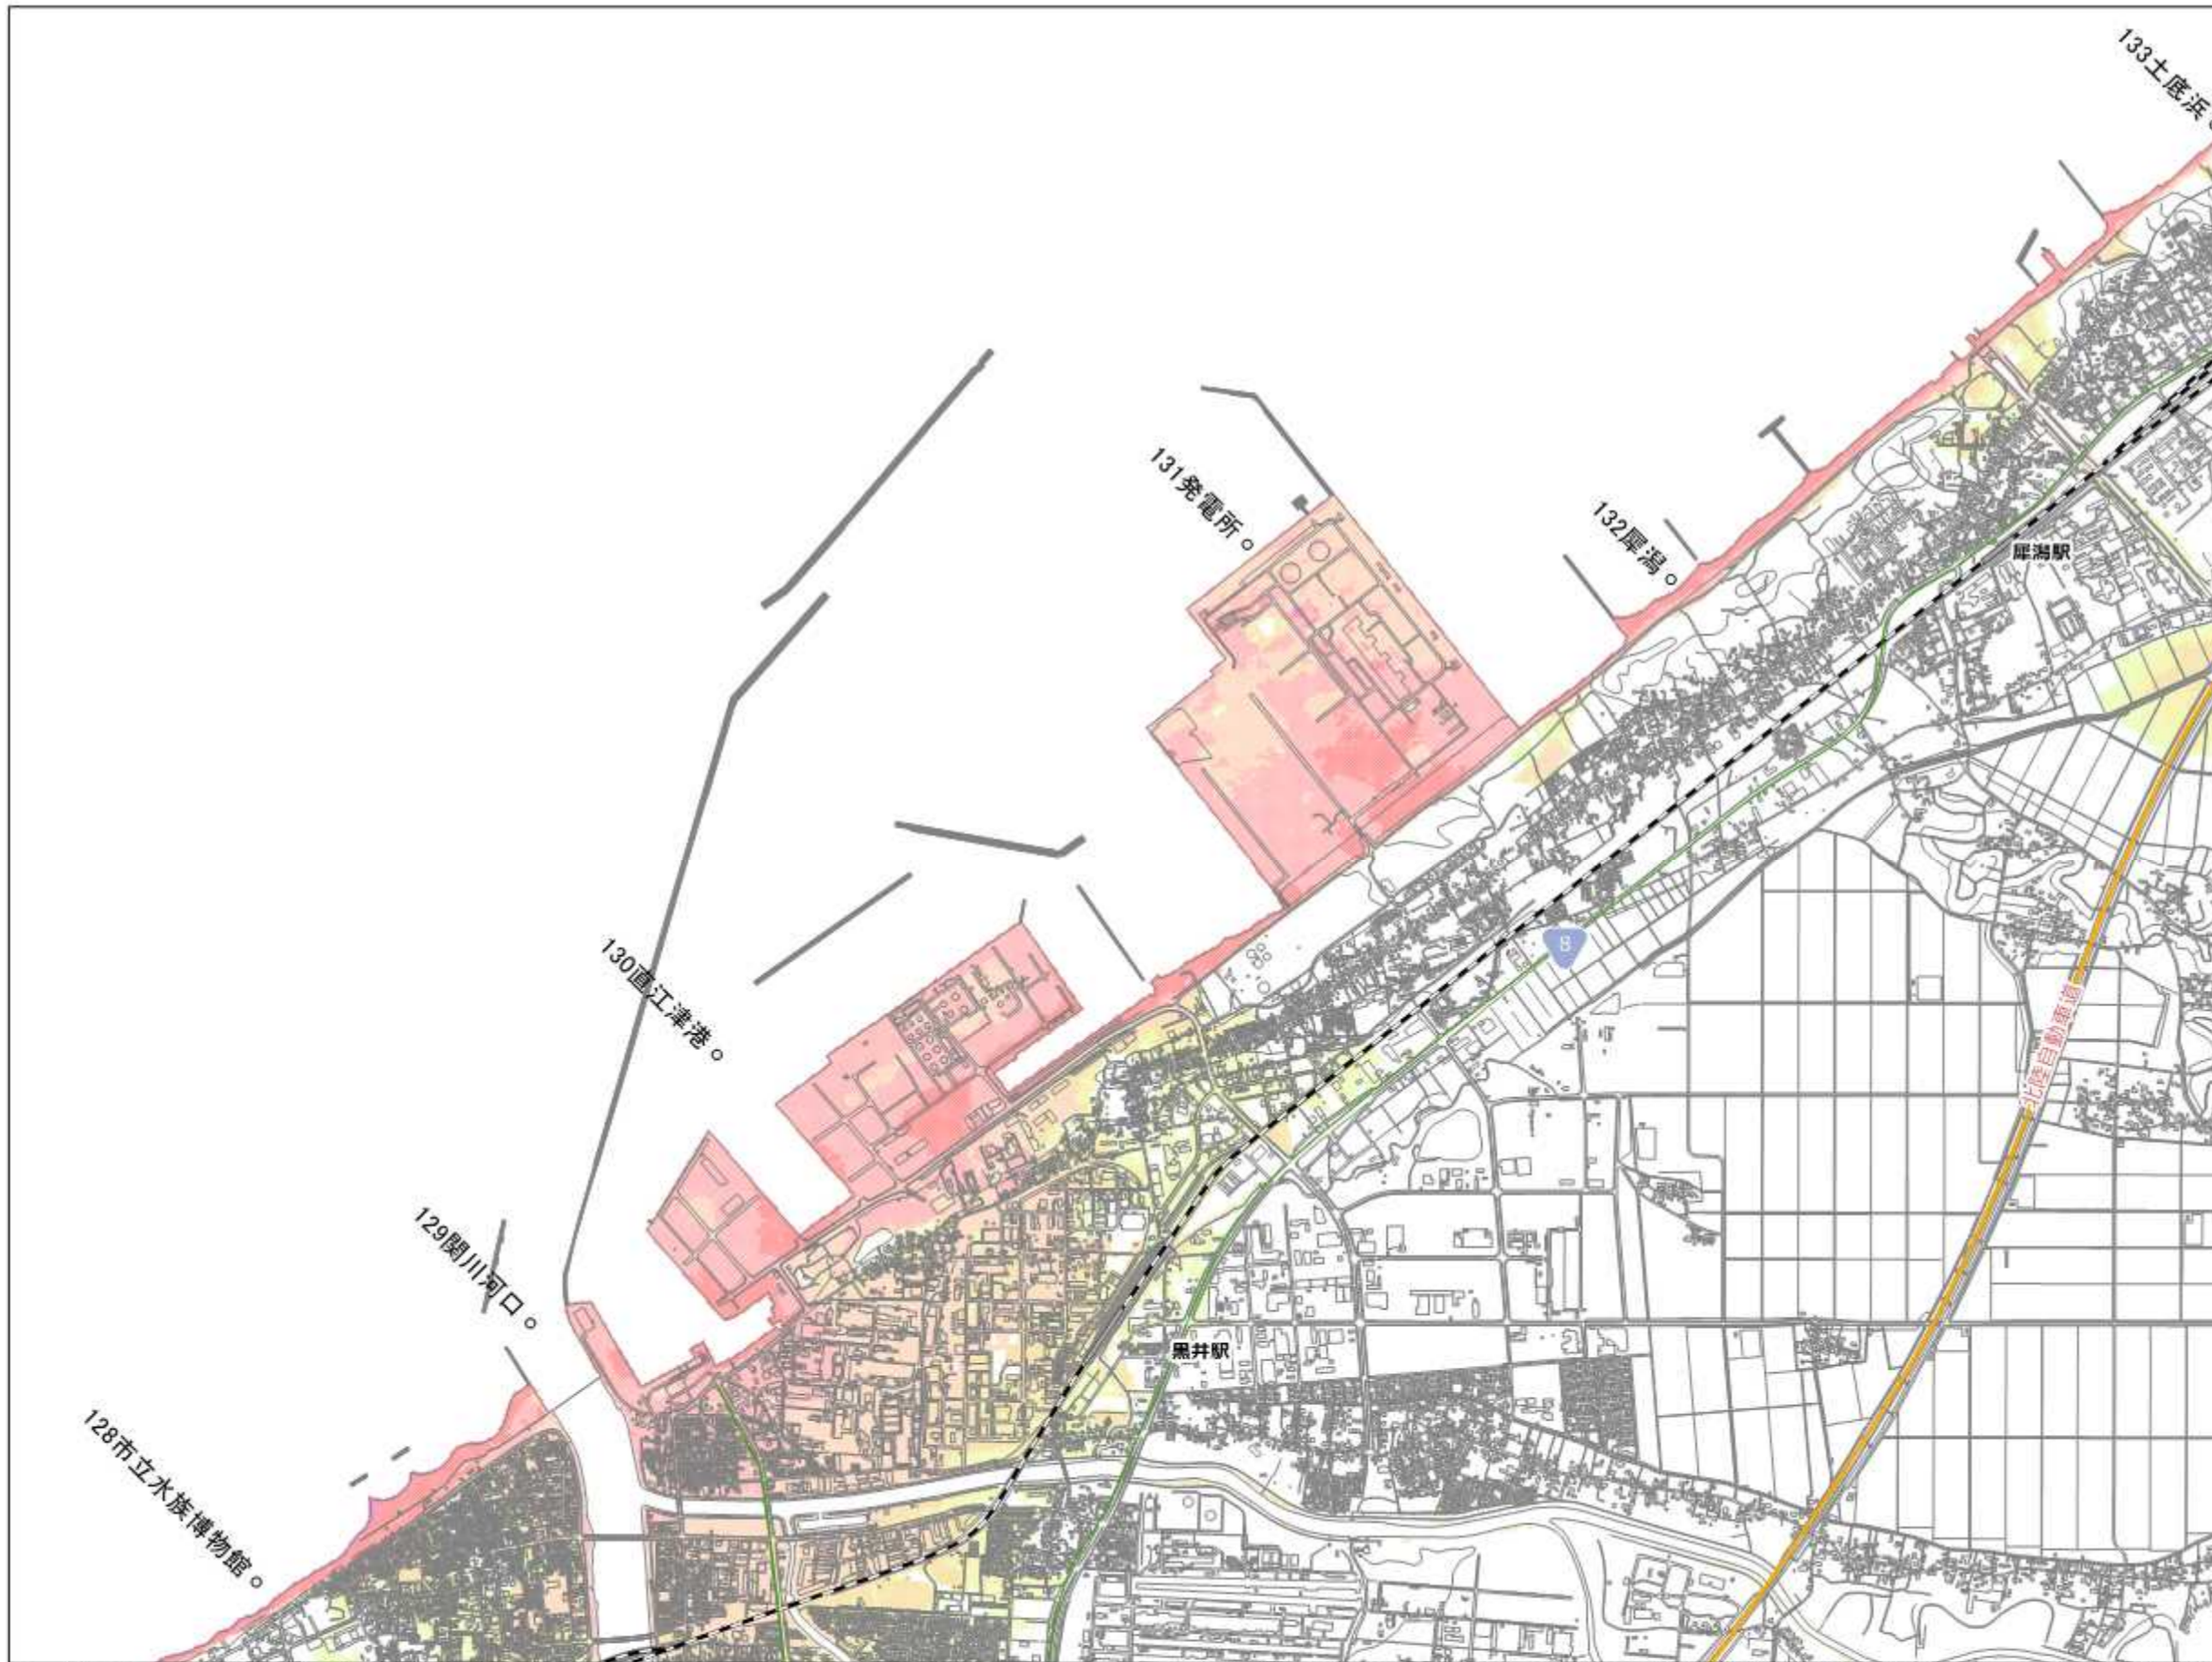 133土底浜
131発電所
132犀潟
犀潟駅
8
130直江津港
北陸自動車道
129関川河口
黒井駅
128市立水族博物館